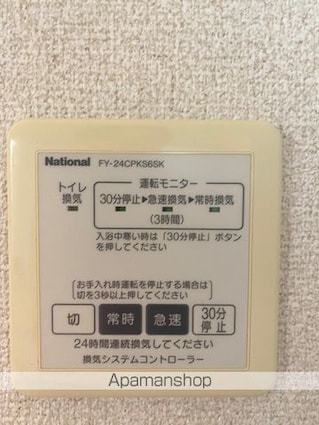 National FY-24CPKS6SK
トイレ換気
運転モニター
30分停止▶急速換気▶常時換気
(3時間)
入浴中寒い時は「30分停止」ボタン
を押してください
お手入れ時運転を停止する場合は
切を3秒以上押してください
切 常時 急速 30分停止
24時間連続換気してください
換気システムコントローラー
Apamanshop